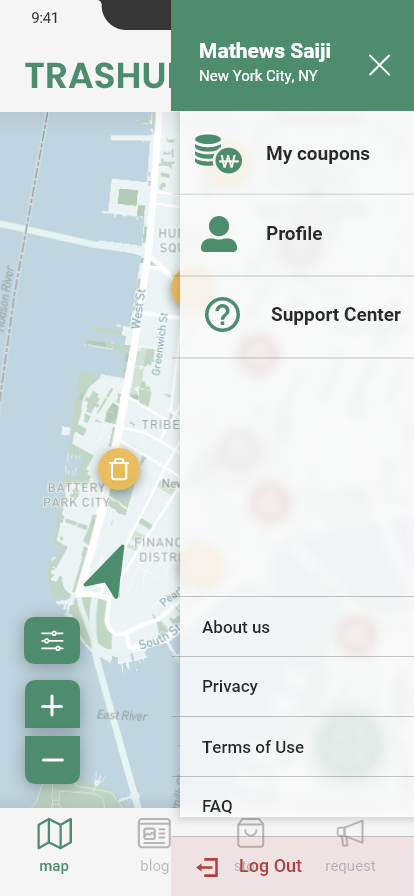 9:41
TRASHU
Mathews Saiji
New York City, NY
My coupons
Profile
Support Center
Hudson River
HU
SQU
West St
Greenwich St
TRIBE
BATTERY
PARK CITY
New
FINANC
DISTRI
Pearl
South St
East River
About us
Privacy
Terms of Use
FAQ
Log Out
map
blog
request